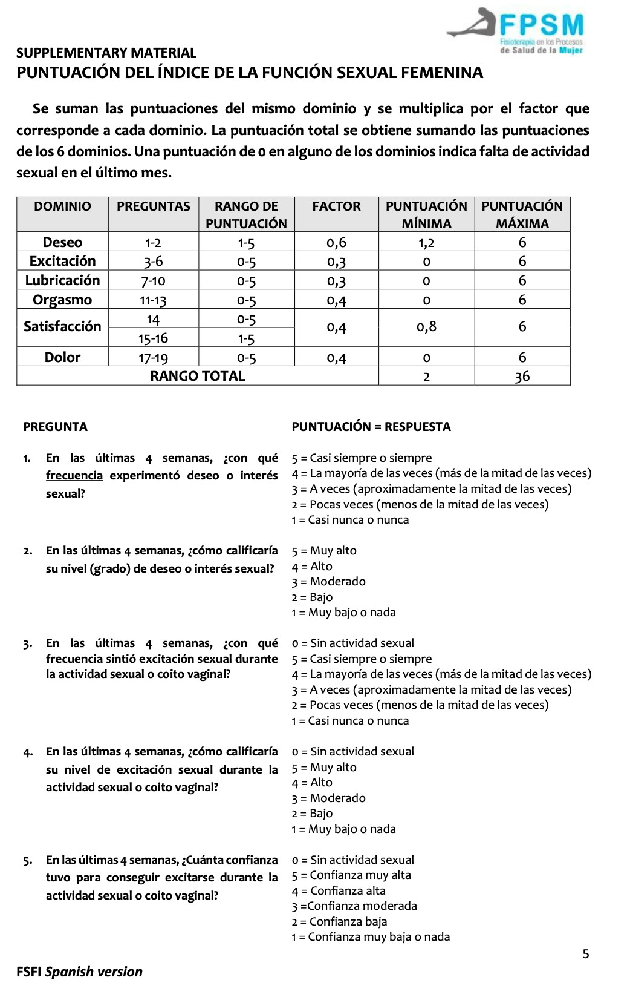 FPSM
Fisioterapia en los Procesos
de Salud de la Mujer
SUPPLEMENTARY MATERIAL
PUNTUACIÓN DEL ÍNDICE DE LA FUNCIÓN SEXUAL FEMENINA
Se suman las puntuaciones del mismo dominio y se multiplica por el factor que
corresponde a cada dominio. La puntuación total se obtiene sumando las puntuaciones
de los 6 dominios. Una puntuación de 0 en alguno de los dominios indica falta de actividad
sexual en el último mes.
DOMINIO PREGUNTAS RANGO DE PUNTUACIÓN FACTOR PUNTUACIÓN MÍNIMA PUNTUACIÓN MÁXIMA
Deseo 1-2 1-5 0,6 1,2 6
Excitación 3-6 0-5 0,3 0 6
Lubricación 7-10 0-5 0,3 0 6
Orgasmo 11-13 0-5 0,4 0 6
Satisfacción 14 0-5 0,4 0,8 6
15-16 1-5
Dolor 17-19 0-5 0,4 0 6
RANGO TOTAL 2 36
PREGUNTA PUNTUACIÓN = RESPUESTA
1. En las últimas 4 semanas, ¿con qué
frecuencia experimentó deseo o interés
sexual?
5 = Casi siempre o siempre
4 = La mayoría de las veces (más de la mitad de las veces)
3 = A veces (aproximadamente la mitad de las veces)
2 = Pocas veces (menos de la mitad de las veces)
1 = Casi nunca o nunca
2. En las últimas 4 semanas, ¿cómo calificaría
su nivel (grado) de deseo o interés sexual?
5 = Muy alto
4 = Alto
3 = Moderado
2 = Bajo
1 = Muy bajo o nada
3. En las últimas 4 semanas, ¿con qué
frecuencia sintió excitación sexual durante
la actividad sexual o coito vaginal?
0 = Sin actividad sexual
5 = Casi siempre o siempre
4 = La mayoría de las veces (más de la mitad de las veces)
3 = A veces (aproximadamente la mitad de las veces)
2 = Pocas veces (menos de la mitad de las veces)
1 = Casi nunca o nunca
4. En las últimas 4 semanas, ¿cómo calificaría
su nivel de excitación sexual durante la
actividad sexual o coito vaginal?
0 = Sin actividad sexual
5 = Muy alto
4 = Alto
3 = Moderado
2 = Bajo
1 = Muy bajo o nada
5. En las últimas 4 semanas, ¿Cuánta confianza
tuvo para conseguir excitarse durante la
actividad sexual o coito vaginal?
0 = Sin actividad sexual
5 = Confianza muy alta
4 = Confianza alta
3 =Confianza moderada
2 = Confianza baja
1 = Confianza muy baja o nada
5
FSFI Spanish version